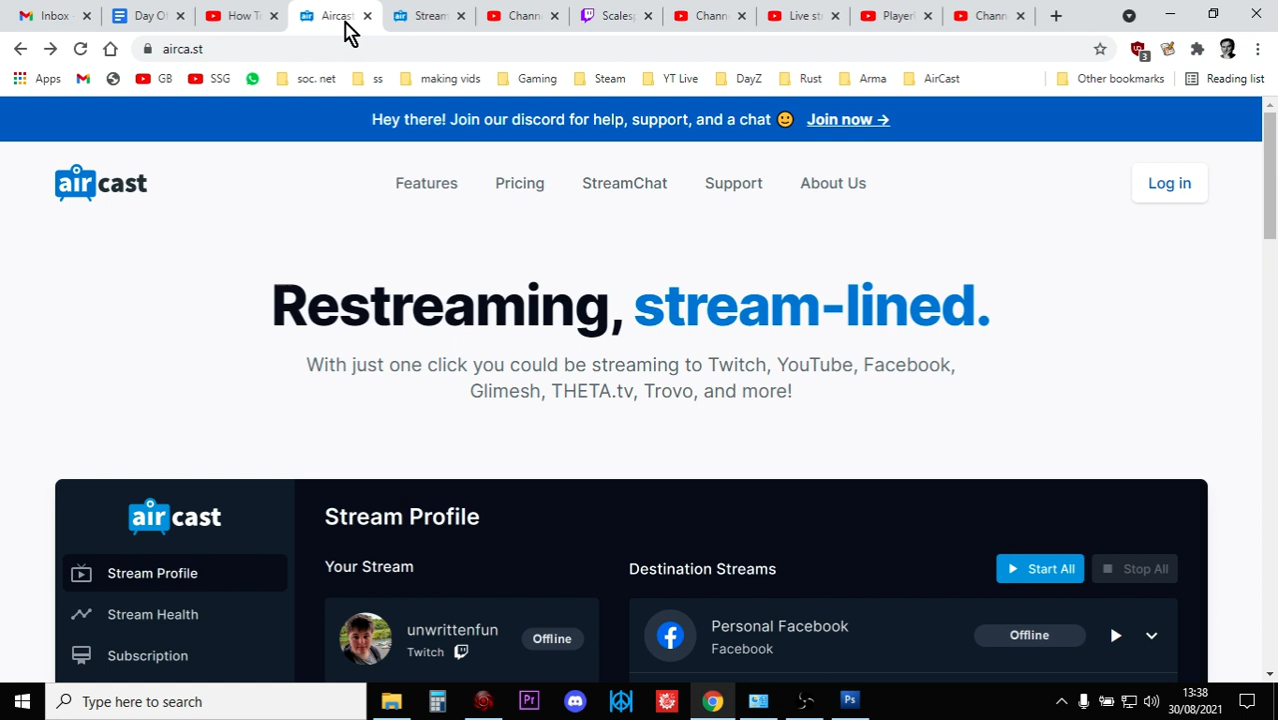 Inbox
Day Of
How T
Aircast
Stream
Chann
Scales
Chann
Live st
Player
Chann
airca.st
3
Apps
GB
SSG
soc. net
ss
making vids
Gaming
Steam
YT Live
DayZ
Rust
Arma
AirCast
Other bookmarks
Reading list
Hey there! Join our discord for help, support, and a chat 🙂 Join now →
aircast
Features
Pricing
StreamChat
Support
About Us
Log in
Restreaming, stream-lined.
With just one click you could be streaming to Twitch, YouTube, Facebook,
Glimesh, THETA.tv, Trovo, and more!
aircast
Stream Profile
Stream Health
Subscription
Stream Profile
Your Stream
unwrittenfun
Twitch
Offline
Destination Streams
Start All
Stop All
Personal Facebook
Facebook
Offline
Type here to search
Pr
Ps
13:38
30/08/2021